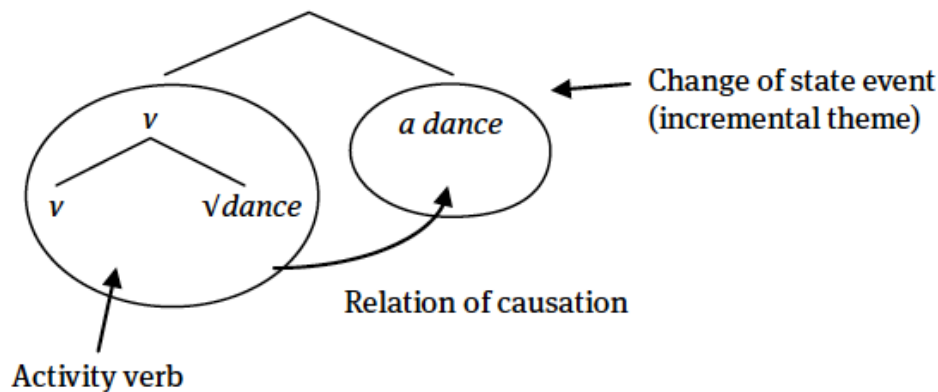 Change of state event
(incremental theme)
v
a dance
v √dance
Relation of causation
Activity verb